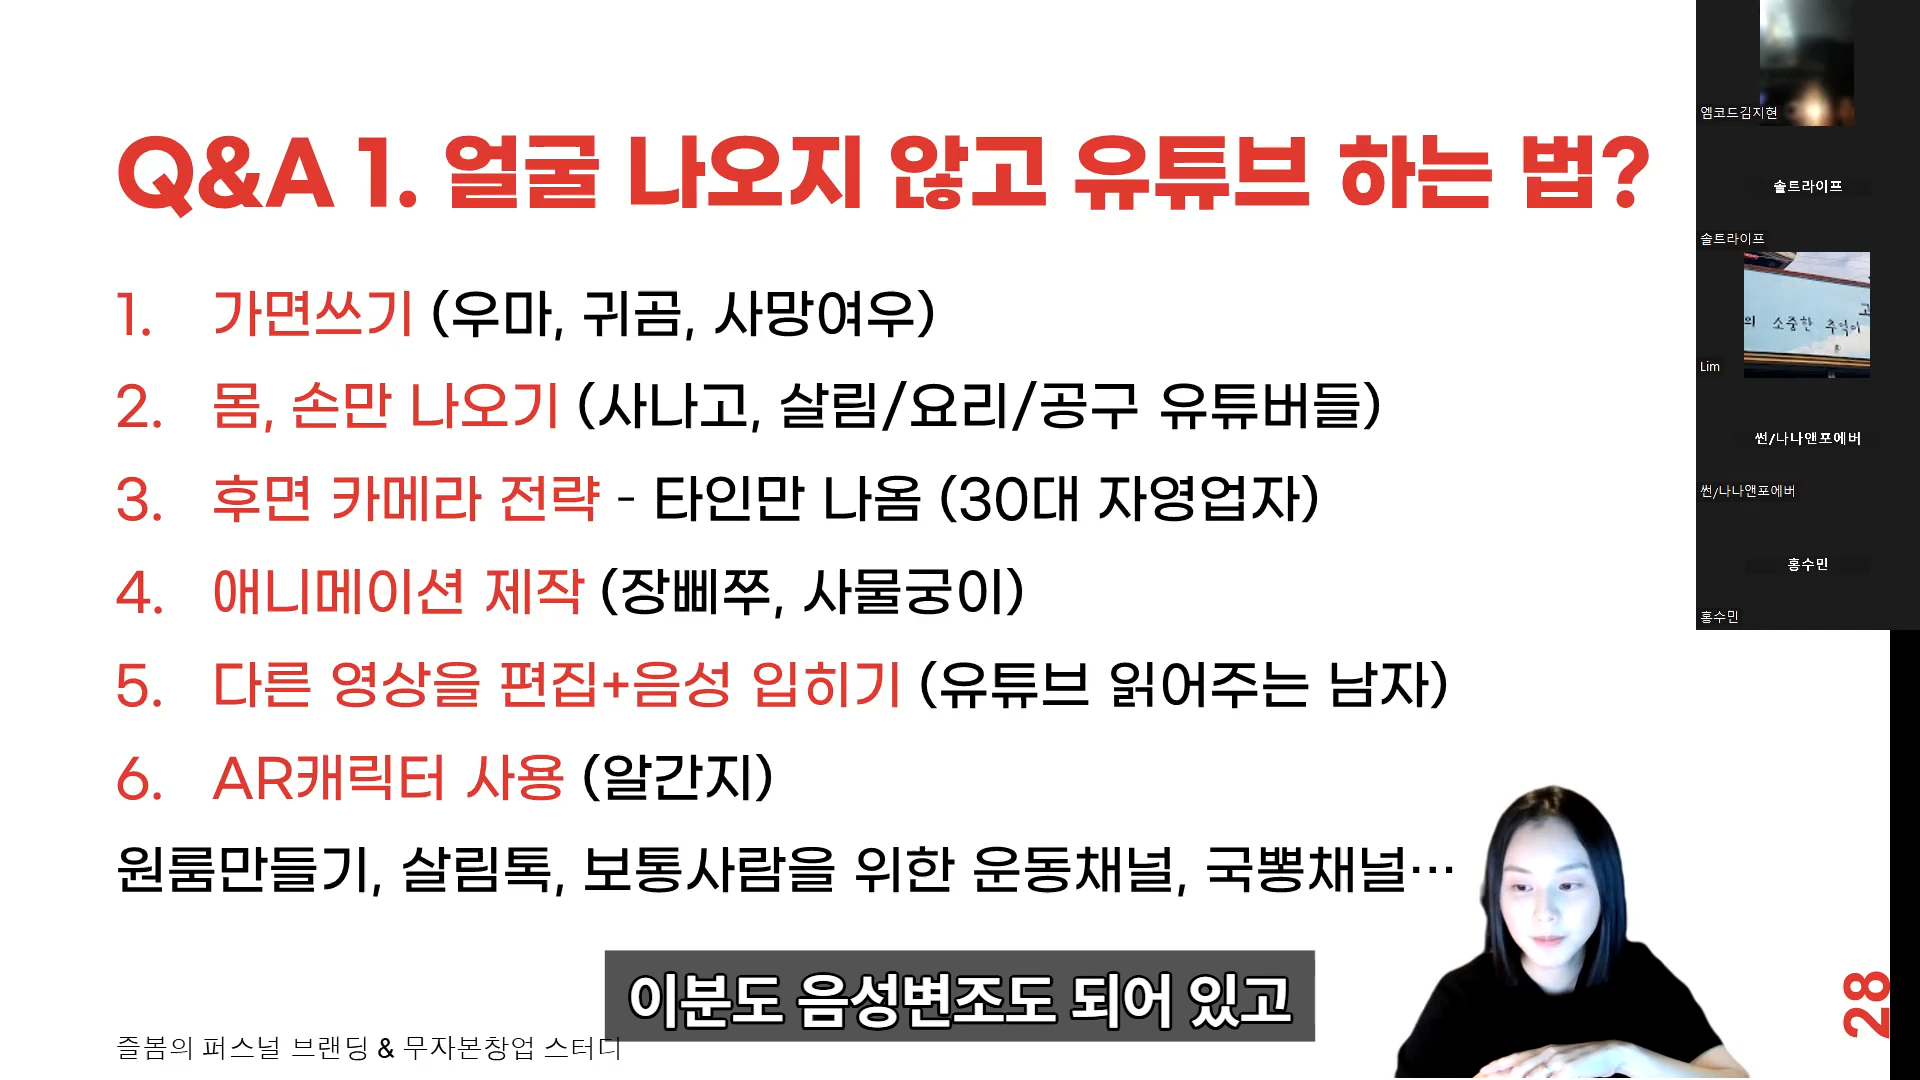 Q&A 1. 얼굴 나오지 않고 유튜브 하는 법?
1. 가면쓰기 (우마, 귀곰, 사망여우)
2. 몸, 손만 나오기 (사나고, 살림/요리/공구 유튜버들)
3. 후면 카메라 전략 - 타인만 나옴 (30대 자영업자)
4. 애니메이션 제작 (장삐쭈, 사물궁이)
5. 다른 영상을 편집+음성 입히기 (유튜브 읽어주는 남자)
6. AR캐릭터 사용 (알간지)
원룸만들기, 살림톡, 보통사람을 위한 운동채널, 국뽕채널…
이분도 음성변조도 되어 있고
즐봄의 퍼스널 브랜딩 & 무자본창업 스터디
28
엠코드김지현
솔트라이프
솔트라이프
의 소중한 추억이
Lim
썬/나나앤포에버
썬/나나앤포에버
홍수민
홍수민